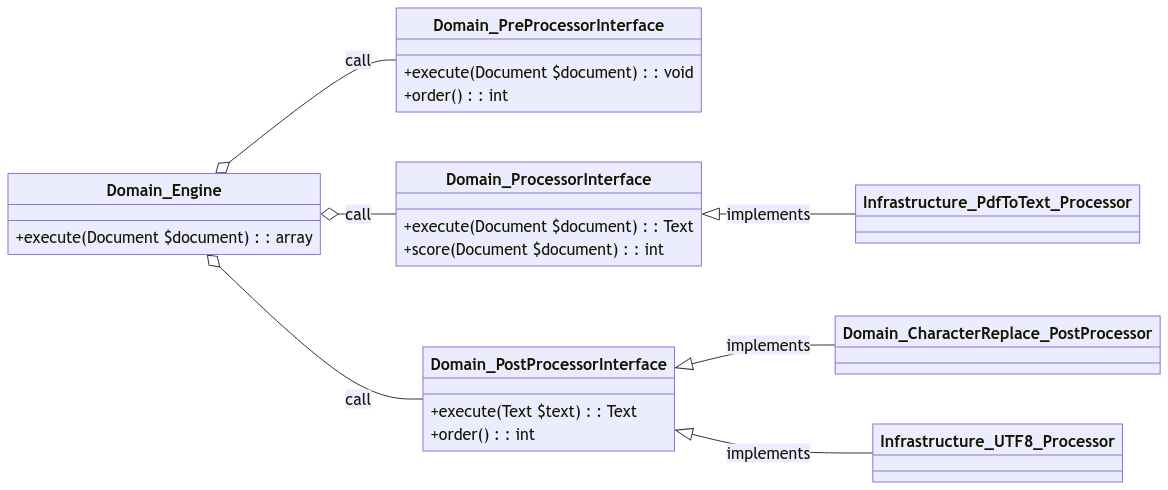 Domain_PreProcessorInterface
+execute(Document $document) : : void
+order() : : int
call
Domain_Engine
+execute(Document $document) : : array
call
Domain_ProcessorInterface
+execute(Document $document) : : Text
+score(Document $document) : : int
implements
Infrastructure_PdfToText_Processor
call
Domain_PostProcessorInterface
+execute(Text $text) : : Text
+order() : : int
implements
Domain_CharacterReplace_PostProcessor
implements
Infrastructure_UTF8_Processor